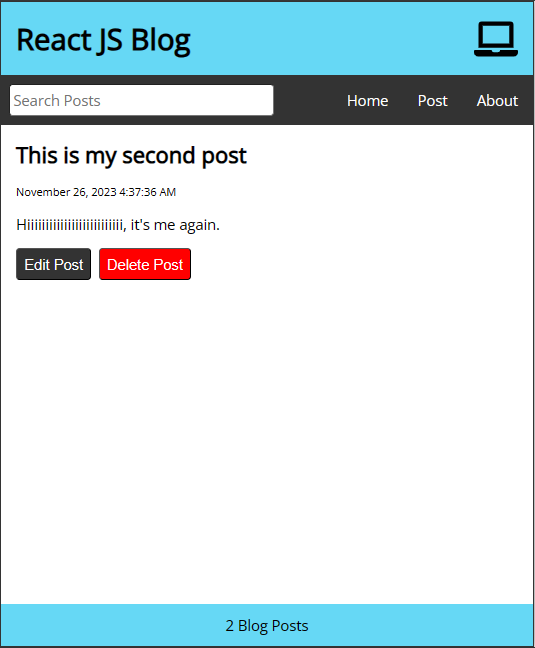 React JS Blog
Search Posts
Home Post About
This is my second post
November 26, 2023 4:37:36 AM
Hiiiiiiiiiiiiiiiiiiiiiiiiii, it's me again.
Edit Post Delete Post
2 Blog Posts